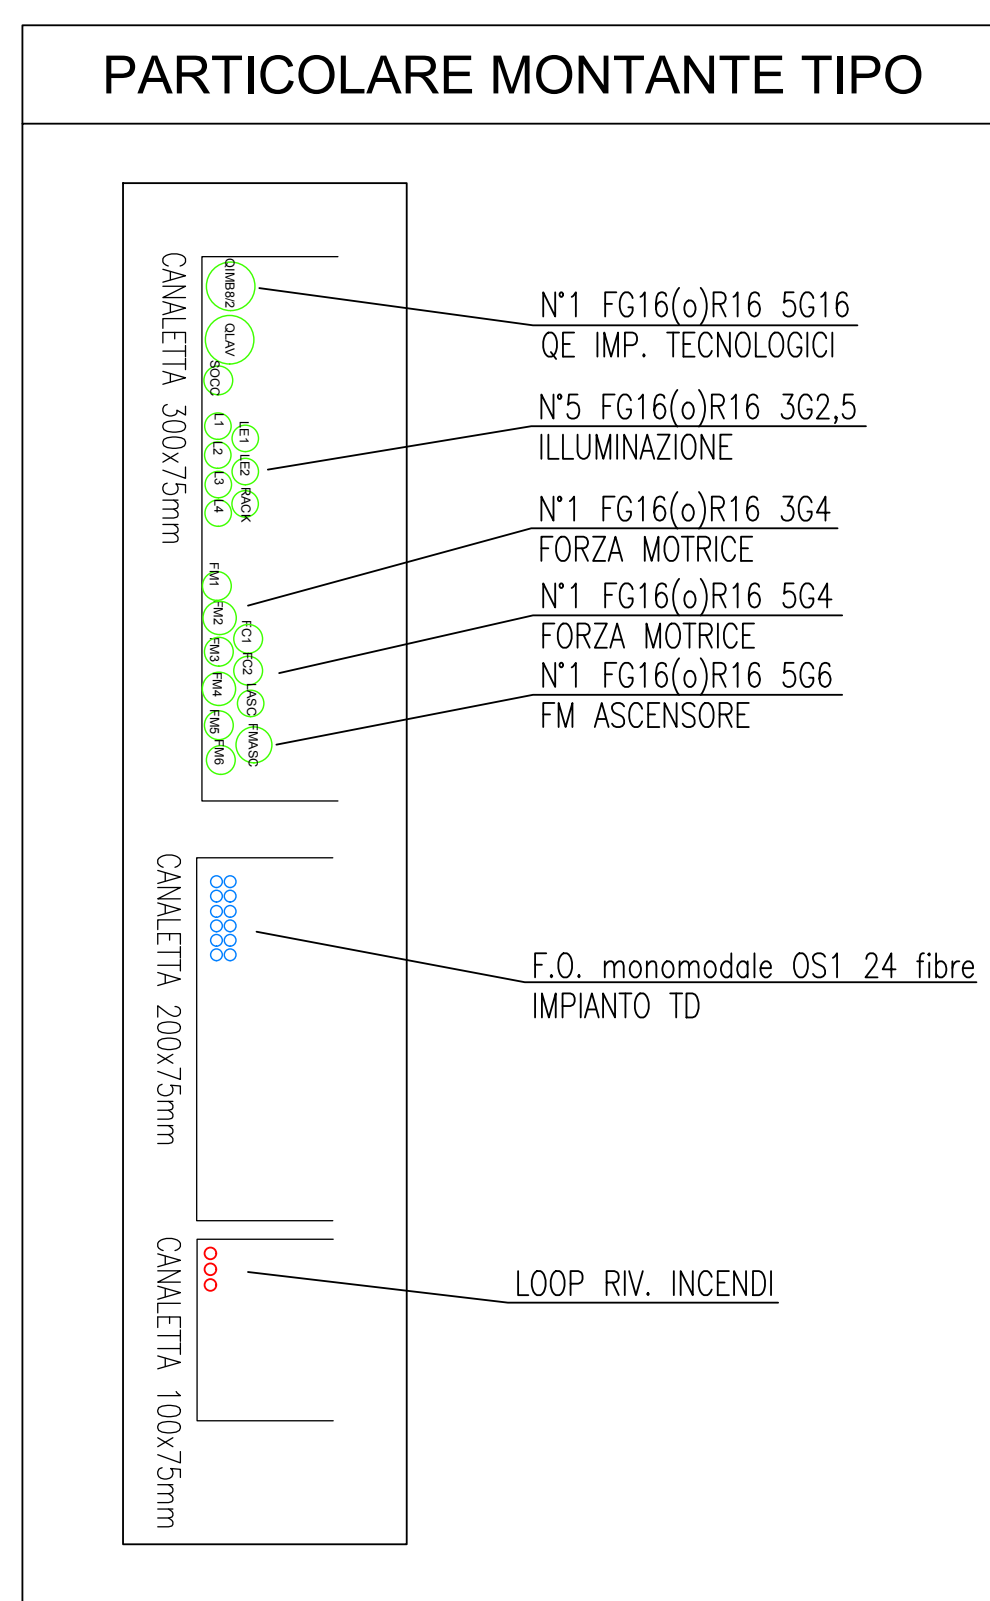 PARTICOLARE MONTANTE TIPO
CANALETTA 300x75mm
QIMB8/2
QLAV
SOCC
L1
L2
L3
L4
LE1
LE2
RACK
FM1
FM2
FM3
FM4
FM5
FM6
FC1
FC2
LASC
FMASC
N°1 FG16(o)R16 5G16
QE IMP. TECNOLOGICI
N°5 FG16(o)R16 3G2,5
ILLUMINAZIONE
N°1 FG16(o)R16 3G4
FORZA MOTRICE
N°1 FG16(o)R16 5G4
FORZA MOTRICE
N°1 FG16(o)R16 5G6
FM ASCENSORE
CANALETTA 200x75mm
F.O. monomodale OS1 24 fibre
IMPIANTO TD
CANALETTA 100x75mm
LOOP RIV. INCENDI